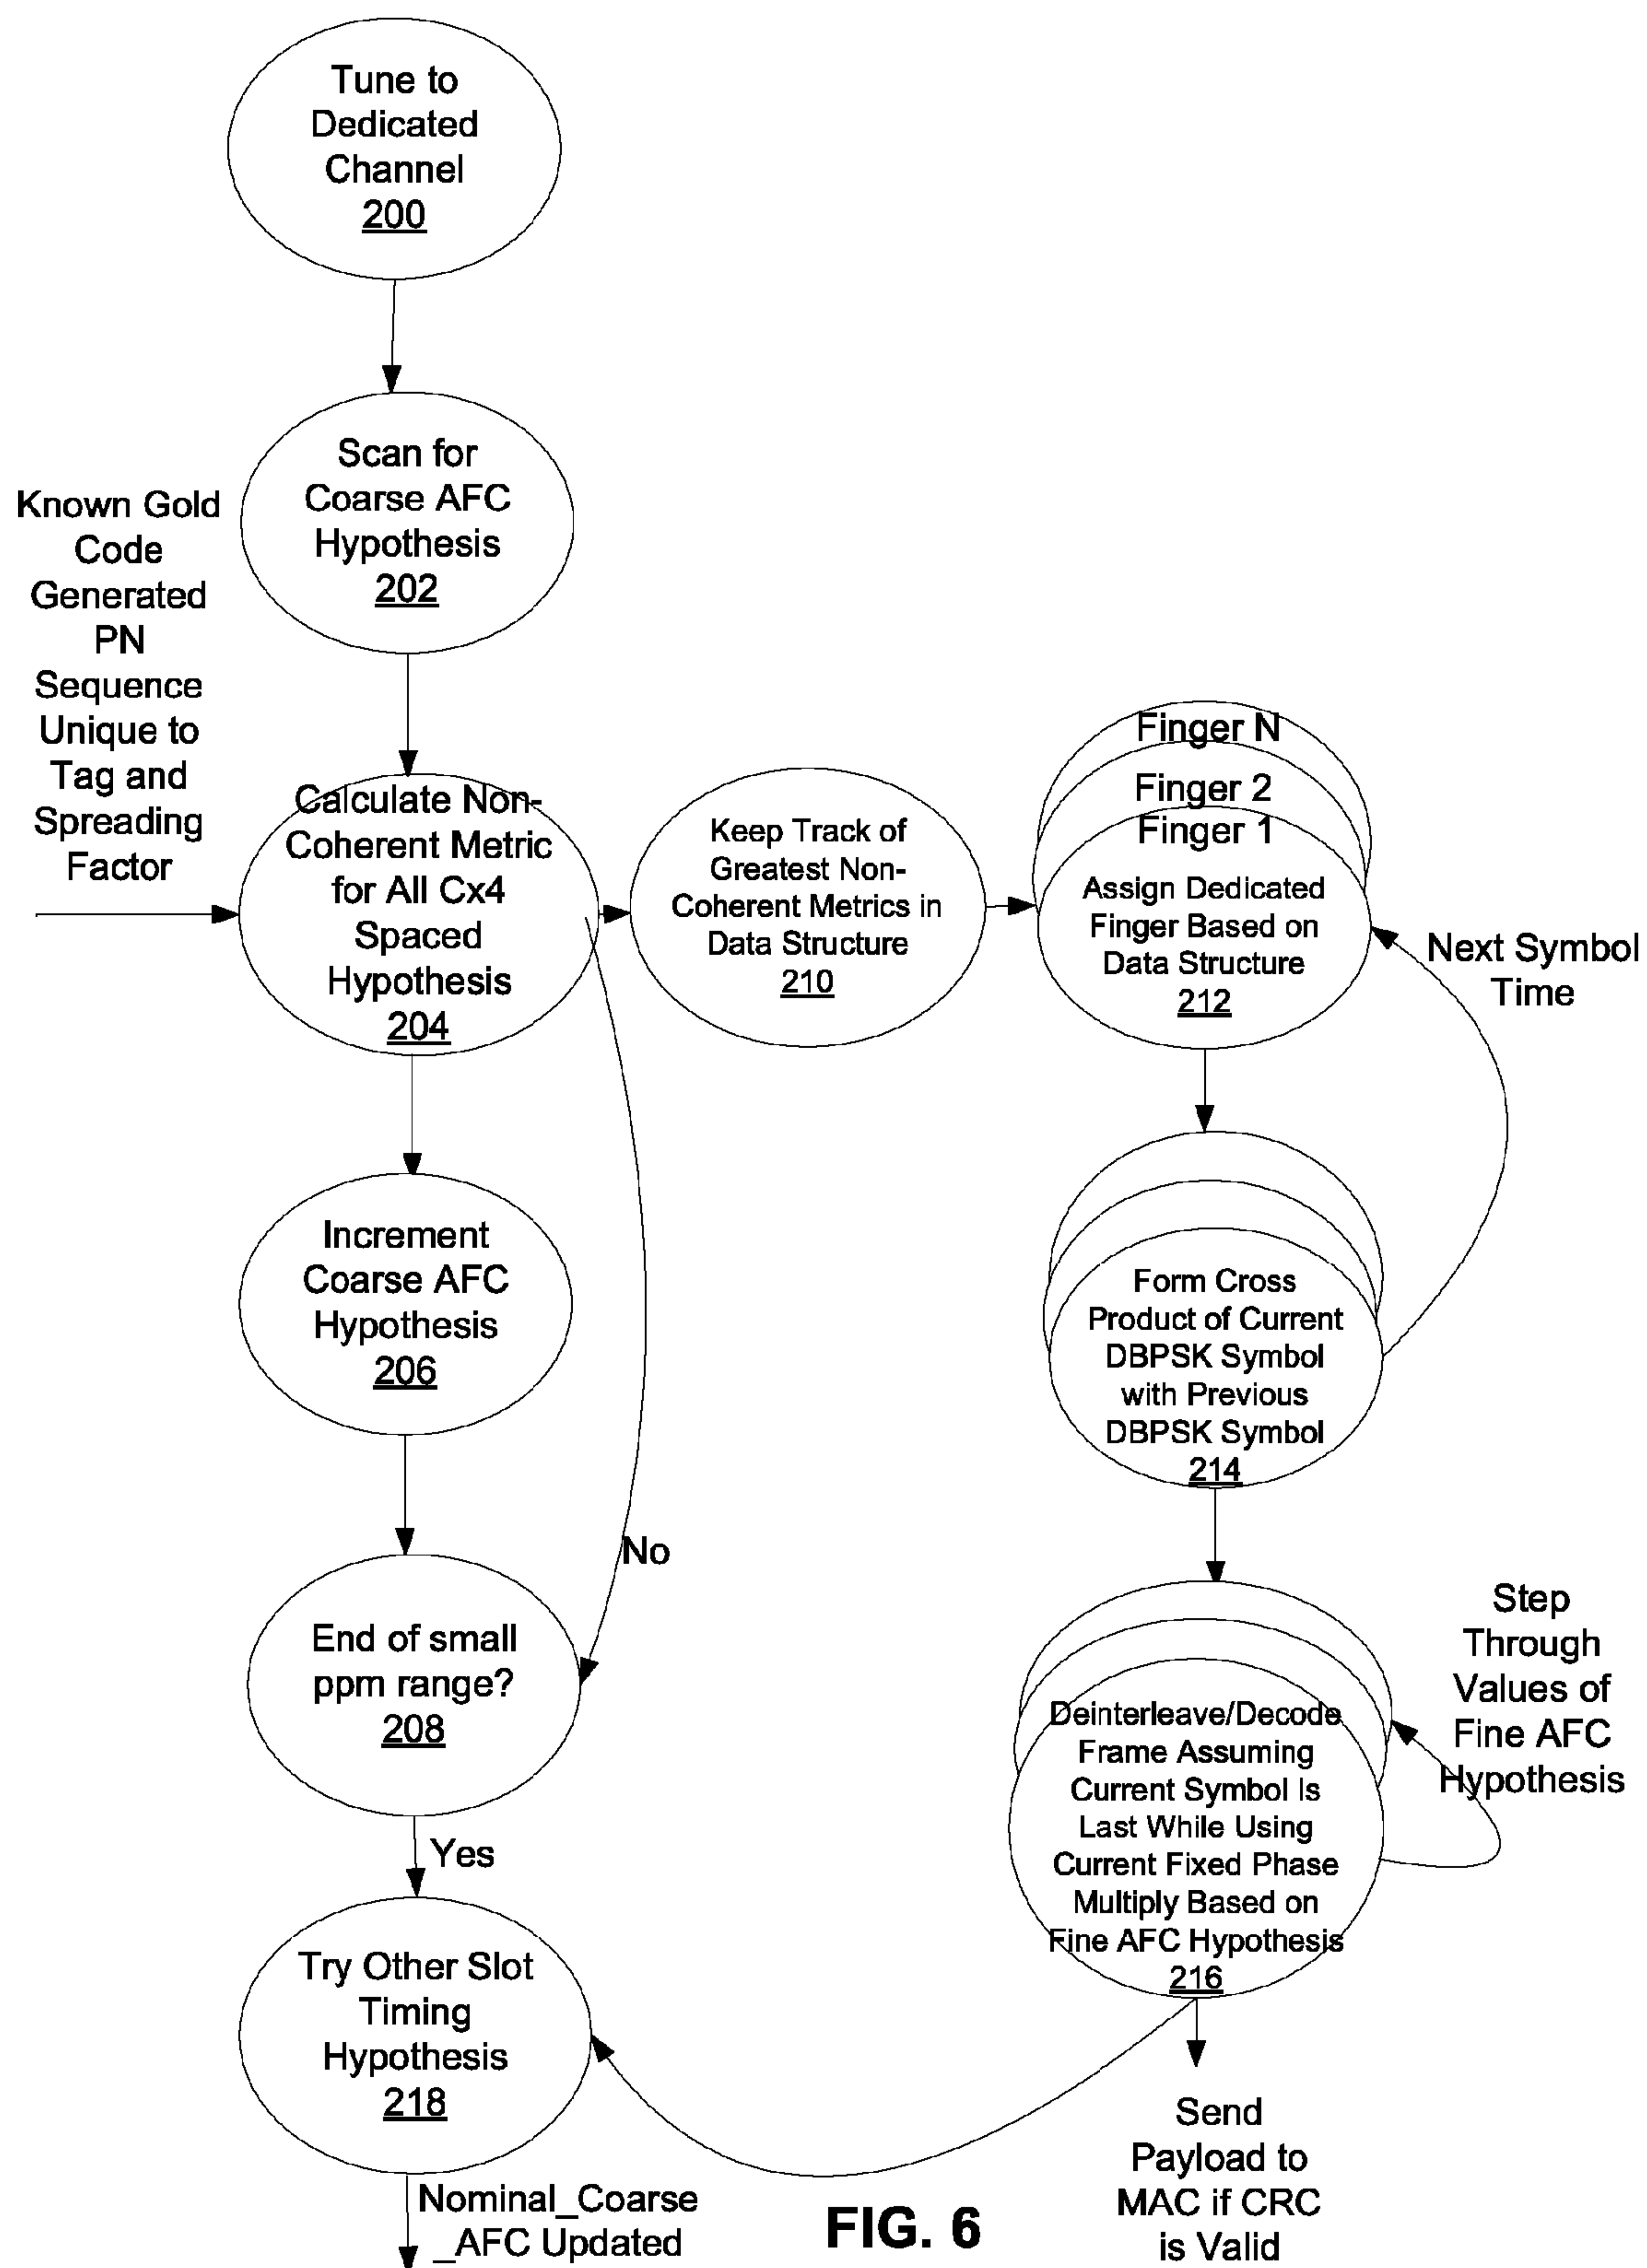 Tune to
Dedicated
Channel
200
Scan for
Coarse AFC
Hypothesis
202
Known Gold
Code
Generated
PN
Sequence
Unique to
Tag and
Spreading
Factor
Calculate Non-
Coherent Metric
for All Cx4
Spaced
Hypothesis
204
Keep Track of
Greatest Non-
Coherent Metrics in
Data Structure
210
Finger N
Finger 2
Finger 1
Assign Dedicated
Finger Based on
Data Structure
212
Next Symbol
Time
Increment
Coarse AFC
Hypothesis
206
Form Cross
Product of Current
DBPSK Symbol
with Previous
DBPSK Symbol
214
No
End of small
ppm range?
208
Yes
Deinterleave/Decode
Frame Assuming
Current Symbol Is
Last While Using
Current Fixed Phase
Multiply Based on
Fine AFC Hypothesis
216
Step
Through
Values of
Fine AFC
Hypothesis
Try Other Slot
Timing
Hypothesis
218
Nominal_Coarse
_AFC Updated
Send
Payload to
MAC if CRC
is Valid
FIG. 6